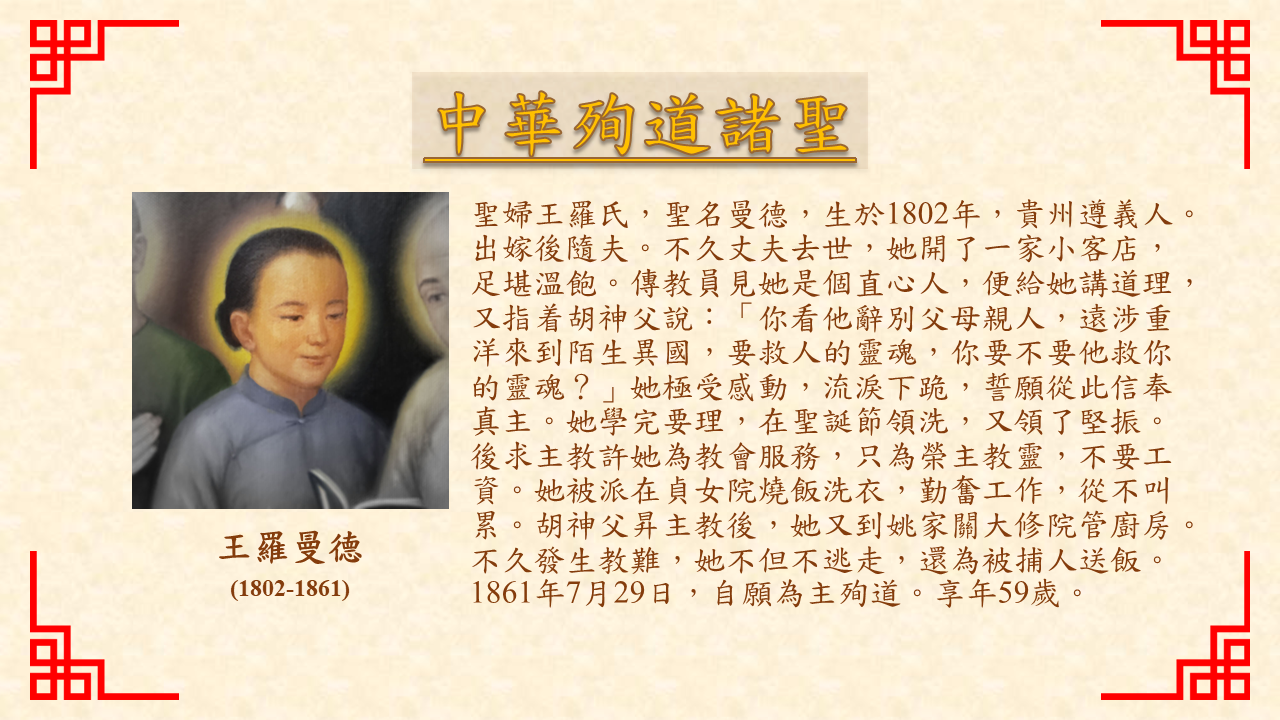 中華殉道諸聖
聖婦王羅氏，聖名曼德，生於1802年，貴州遵義人。
出嫁後隨夫。不久丈夫去世，她開了一家小客店，
足堪溫飽。傳教員見她是個直心人，便給她講道理，
又指着胡神父說：「你看他辭別父母親人，遠涉重
洋來到陌生異國，要救人的靈魂，你要不要他救你
的靈魂？」她極受感動，流淚下跪，誓願從此信奉
真主。她學完要理，在聖誕節領洗，又領了堅振。
後求主教許她為教會服務，只為榮主教靈，不要工
資。她被派在貞女院燒飯洗衣，勤奮工作，從不叫
累。胡神父昇主教後，她又到姚家關大修院管廚房。
不久發生教難，她不但不逃走，還為被捕人送飯。
1861年7月29日，自願為主殉道。享年59歲。
王羅曼德
(1802-1861)